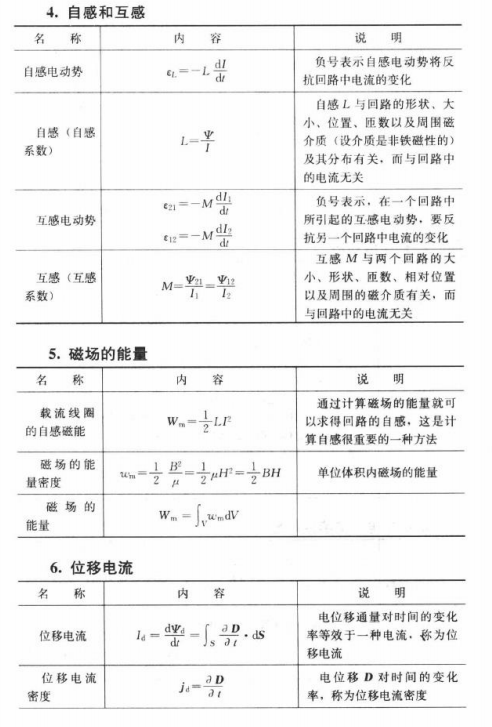 4. 自感和互感
名 称 内 容 说 明
自感电动势
ε_L=-L dI/dt
负号表示自感电动势将反
抗回路中电流的变化
自感（自感
系数）
L=Ψ/I
自感 L 与回路的形状、大
小、位置、匝数以及周围磁
介质（设介质是非铁磁性的）
及其分布有关，而与回路中
的电流无关
互感电动势
ε₂₁=-M dI₁/dt
ε₁₂=-M dI₂/dt
负号表示，在一个回路中
所引起的互感电动势，要反
抗另一个回路中电流的变化
互感（互感
系数）
M=Ψ₂₁/I₁=Ψ₁₂/I₂
互感 M 与两个回路的大
小、形状、匝数、相对位置
以及周围的磁介质有关，而
与回路中的电流无关
5. 磁场的能量
名 称 内 容 说 明
载流线圈
的自感磁能
W_m=1/2 LI²
通过计算磁场的能量就可
以求得回路的自感，这是计
算自感很重要的一种方法
磁场的能
量密度
w_m=1/2 B²/μ=1/2 μH²=1/2 BH
单位体积内磁场的能量
磁场的
能量
W_m=∫_V w_m dV
6. 位移电流
名 称 内 容 说 明
位移电流
I_d=dΨ_d/dt=∫_S ∂D/∂t·dS
电位移通量对时间的变化
率等效于一种电流，称为位
移电流
位移电流
密度
j_d=∂D/∂t
电位移 D 对时间的变化
率，称为位移电流密度